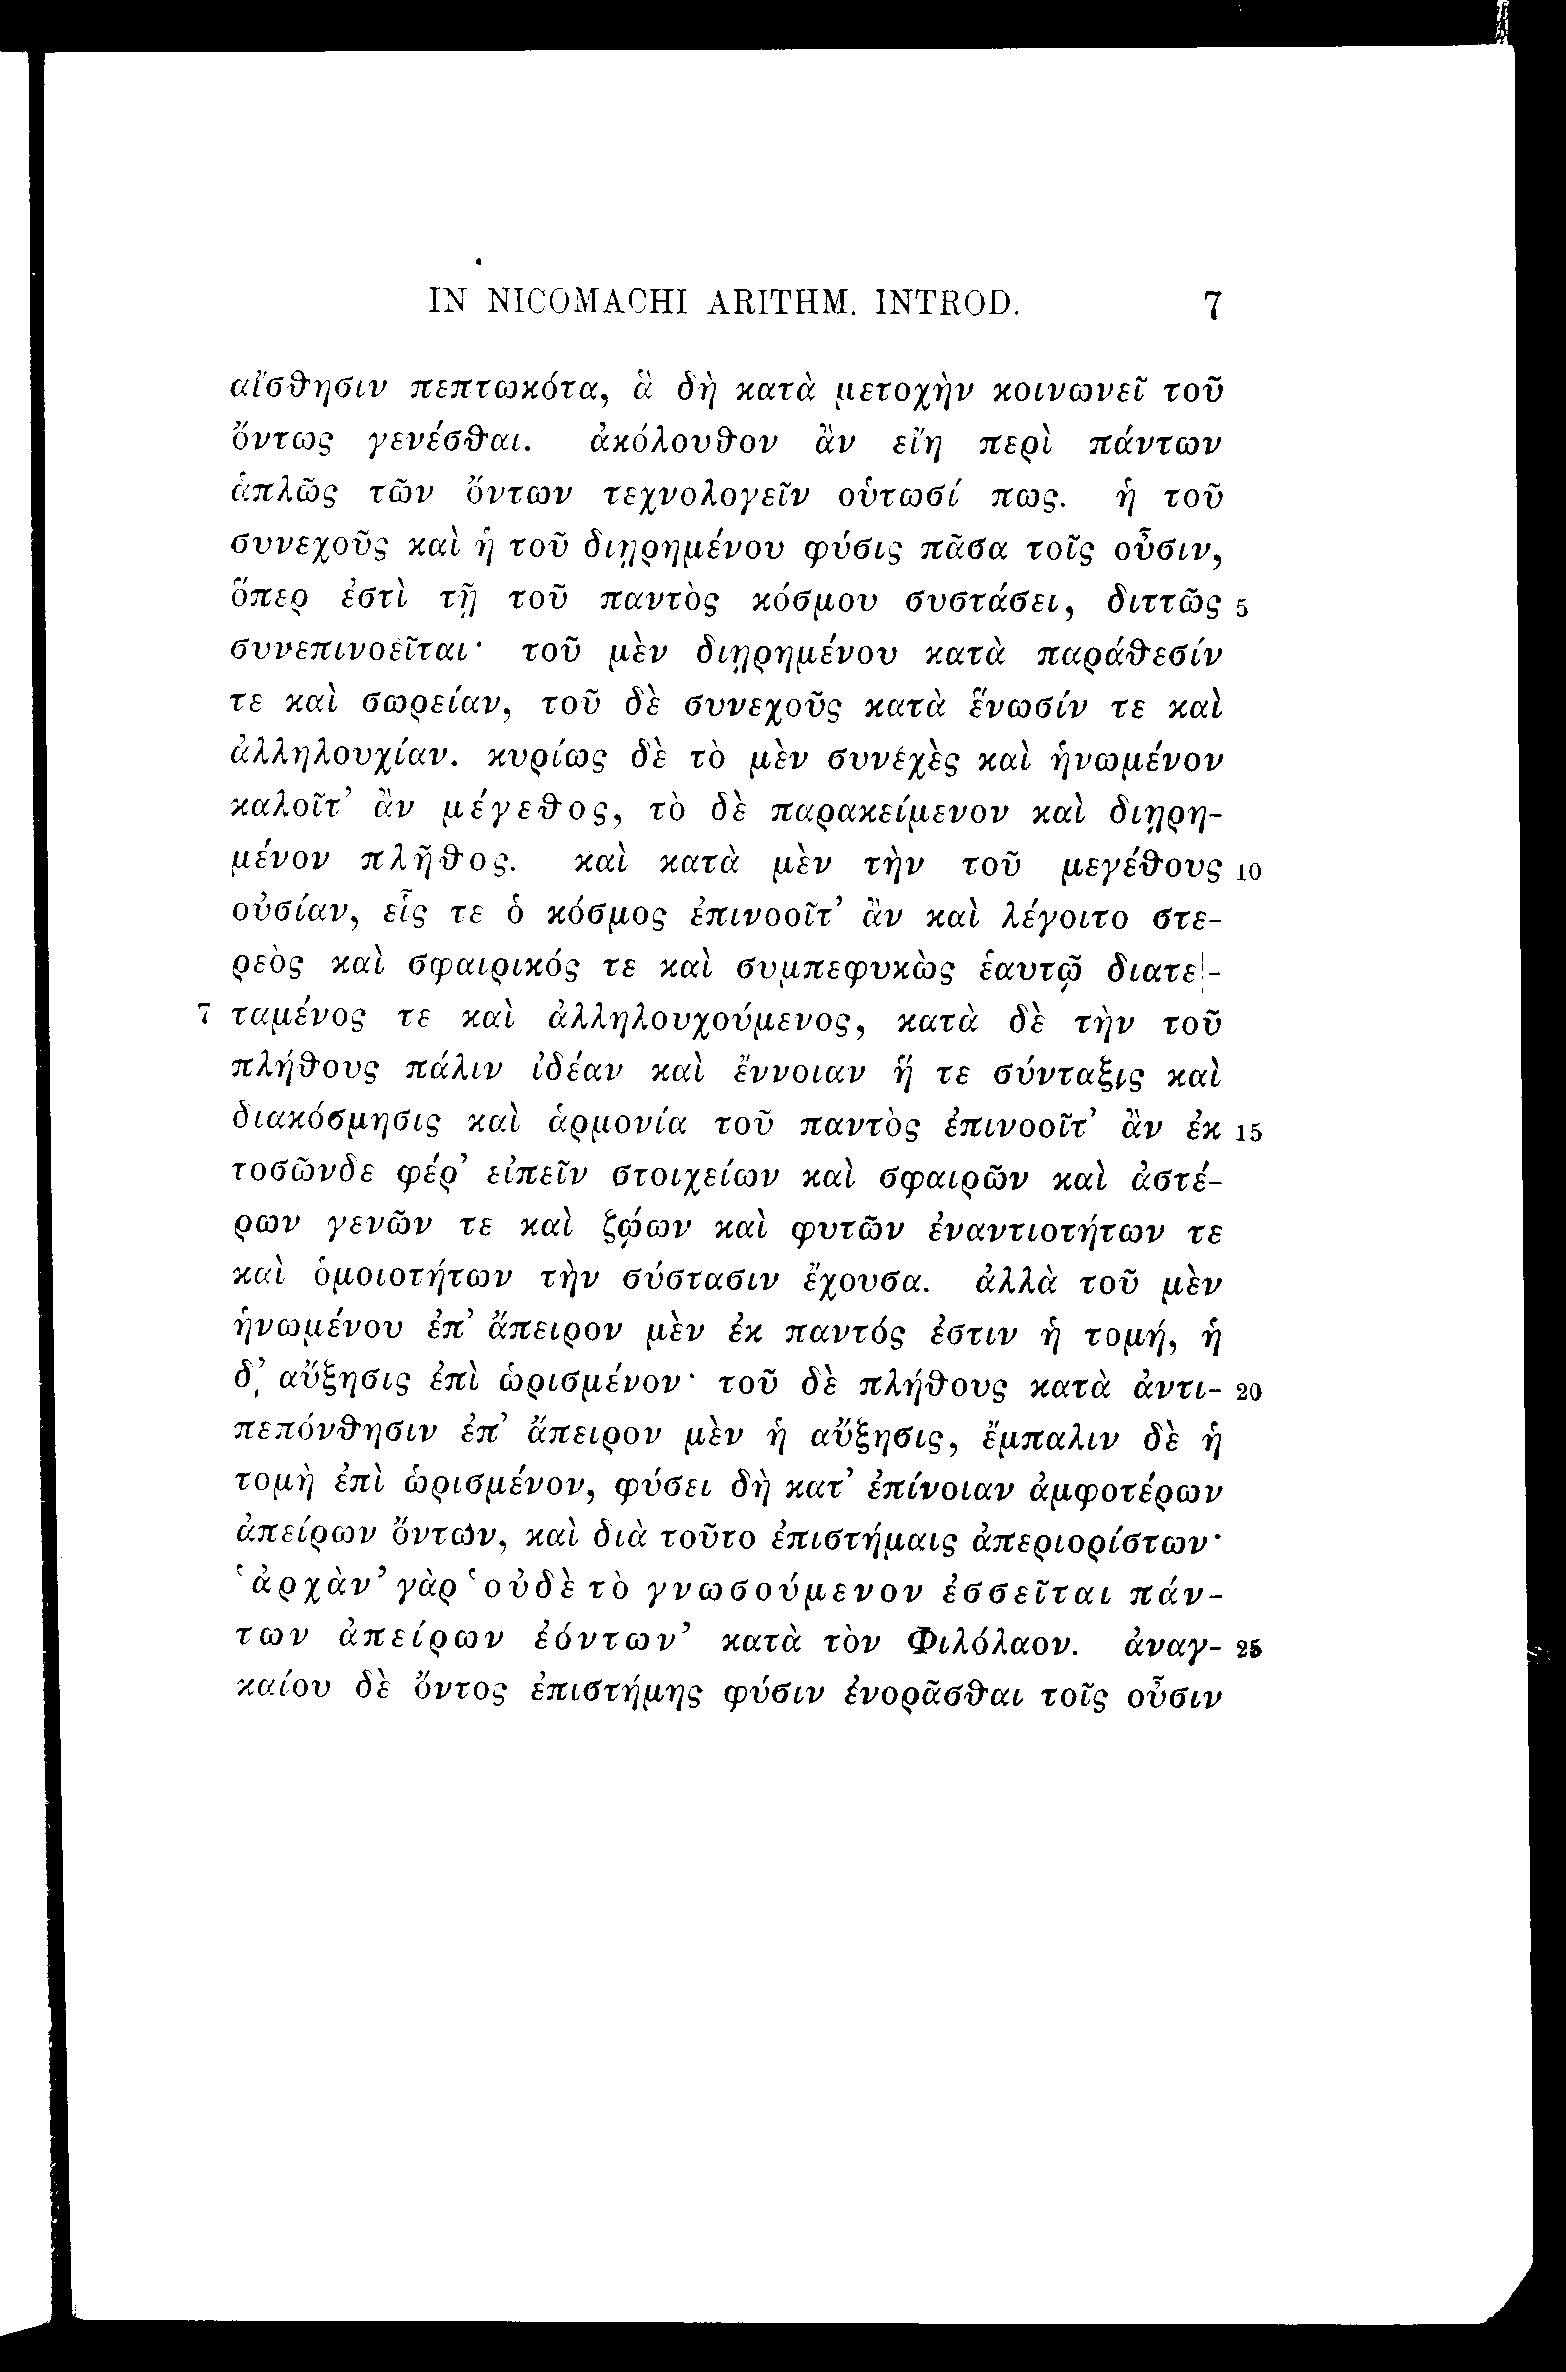 IN NICOMACHI ARITHM. INTROD. 7
αἴσθησιν πεπτωκότα, ἃ δὴ κατὰ μετοχὴν κοινωνεῖ τοῦ
ὄντως γενέσθαι. ἀκόλουθον ἂν εἴη περὶ πάντων
ἁπλῶς τῶν ὄντων τεχνολογεῖν οὑτωσί πως. ἡ τοῦ
συνεχοῦς καὶ ἡ τοῦ διῃρημένου φύσις πᾶσα τοῖς οὖσιν,
ὅπερ ἐστὶ τῇ τοῦ παντὸς κόσμου συστάσει, διττῶς 5
συνεπινοεῖται· τοῦ μὲν διῃρημένου κατὰ παράθεσίν
τε καὶ σωρείαν, τοῦ δὲ συνεχοῦς κατὰ ἕνωσίν τε καὶ
ἀλληλουχίαν. κυρίως δὲ τὸ μὲν συνεχὲς καὶ ἡνωμένον
καλοῖτ’ ἂν μέγεθος, τὸ δὲ παρακείμενον καὶ διῃρη-
μένον πλῆθος. καὶ κατὰ μὲν τὴν τοῦ μεγέθους 10
οὐσίαν, εἷς τε ὁ κόσμος ἐπινοοῖτ’ ἂν καὶ λέγοιτο στε-
ρεὸς καὶ σφαιρικός τε καὶ συμπεφυκὼς ἑαυτῷ διατε-
7 ταμένος τε καὶ ἀλληλουχούμενος, κατὰ δὲ τὴν τοῦ
πλήθους πάλιν ἰδέαν καὶ ἔννοιαν ἥ τε σύνταξις καὶ
διακόσμησις καὶ ἁρμονία τοῦ παντὸς ἐπινοοῖτ’ ἂν ἐκ 15
τοσῶνδε φέρ’ εἰπεῖν στοιχείων καὶ σφαιρῶν καὶ ἀστέ-
ρων γενῶν τε καὶ ζῴων καὶ φυτῶν ἐναντιοτήτων τε
καὶ ὁμοιοτήτων τὴν σύστασιν ἔχουσα. ἀλλὰ τοῦ μὲν
ἡνωμένου ἐπ’ ἄπειρον μὲν ἐκ παντός ἐστιν ἡ τομή, ἡ
δ’ αὔξησις ἐπὶ ὡρισμένον· τοῦ δὲ πλήθους κατὰ ἀντι- 20
πεπόνθησιν ἐπ’ ἄπειρον μὲν ἡ αὔξησις, ἔμπαλιν δὲ ἡ
τομὴ ἐπὶ ὡρισμένον, φύσει δὴ κατ’ ἐπίνοιαν ἀμφοτέρων
ἀπείρων ὄντων, καὶ διὰ τοῦτο ἐπιστήμαις ἀπεριορίστων·
‘ἀρχὰν’ γὰρ ‘οὐδὲ τὸ γνωσούμενον ἐσσεῖται πάν-
των ἀπείρων ἐόντων’ κατὰ τὸν Φιλόλαον. ἀναγ- 25
καίου δὲ ὄντος ἐπιστήμης φύσιν ἐνορᾶσθαι τοῖς οὖσιν